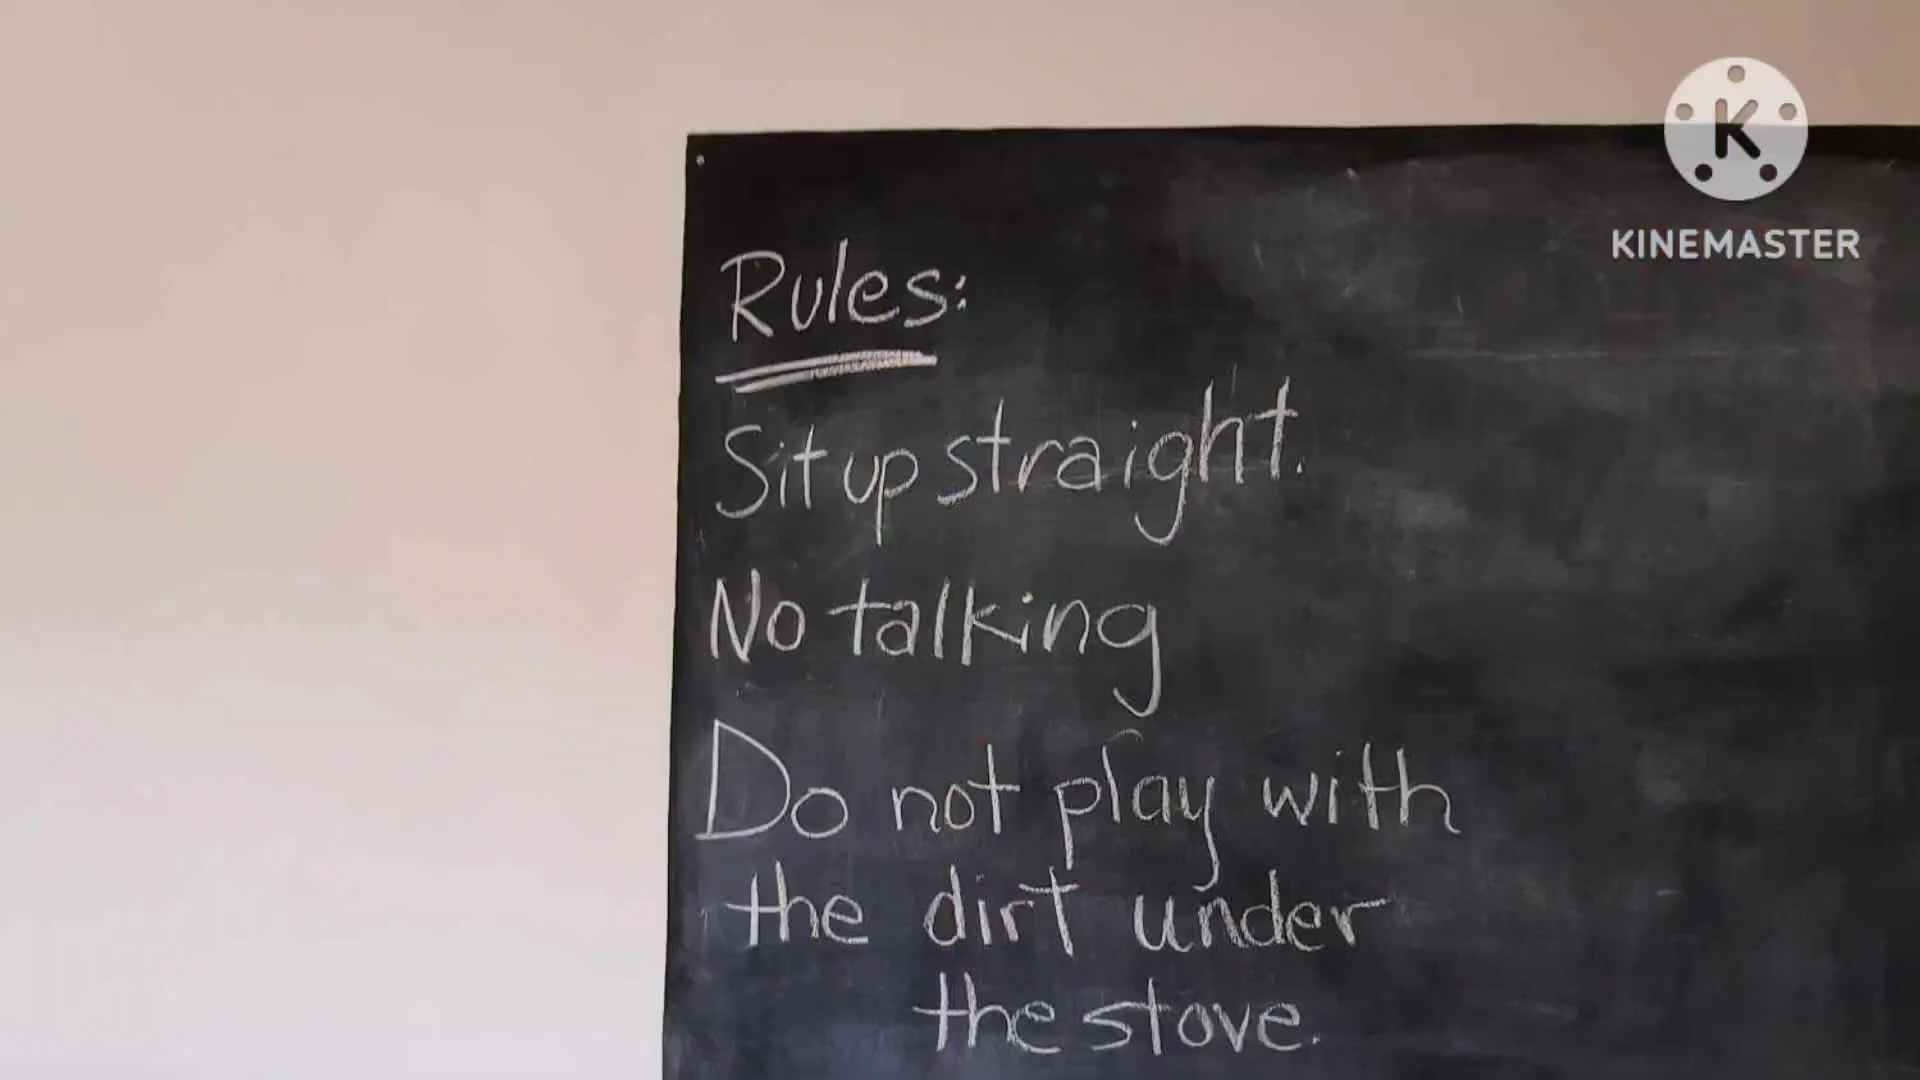 K
KINEMASTER
Rules:
Sit up straight.
No talking
Do not play with
the dirt under
the stove.